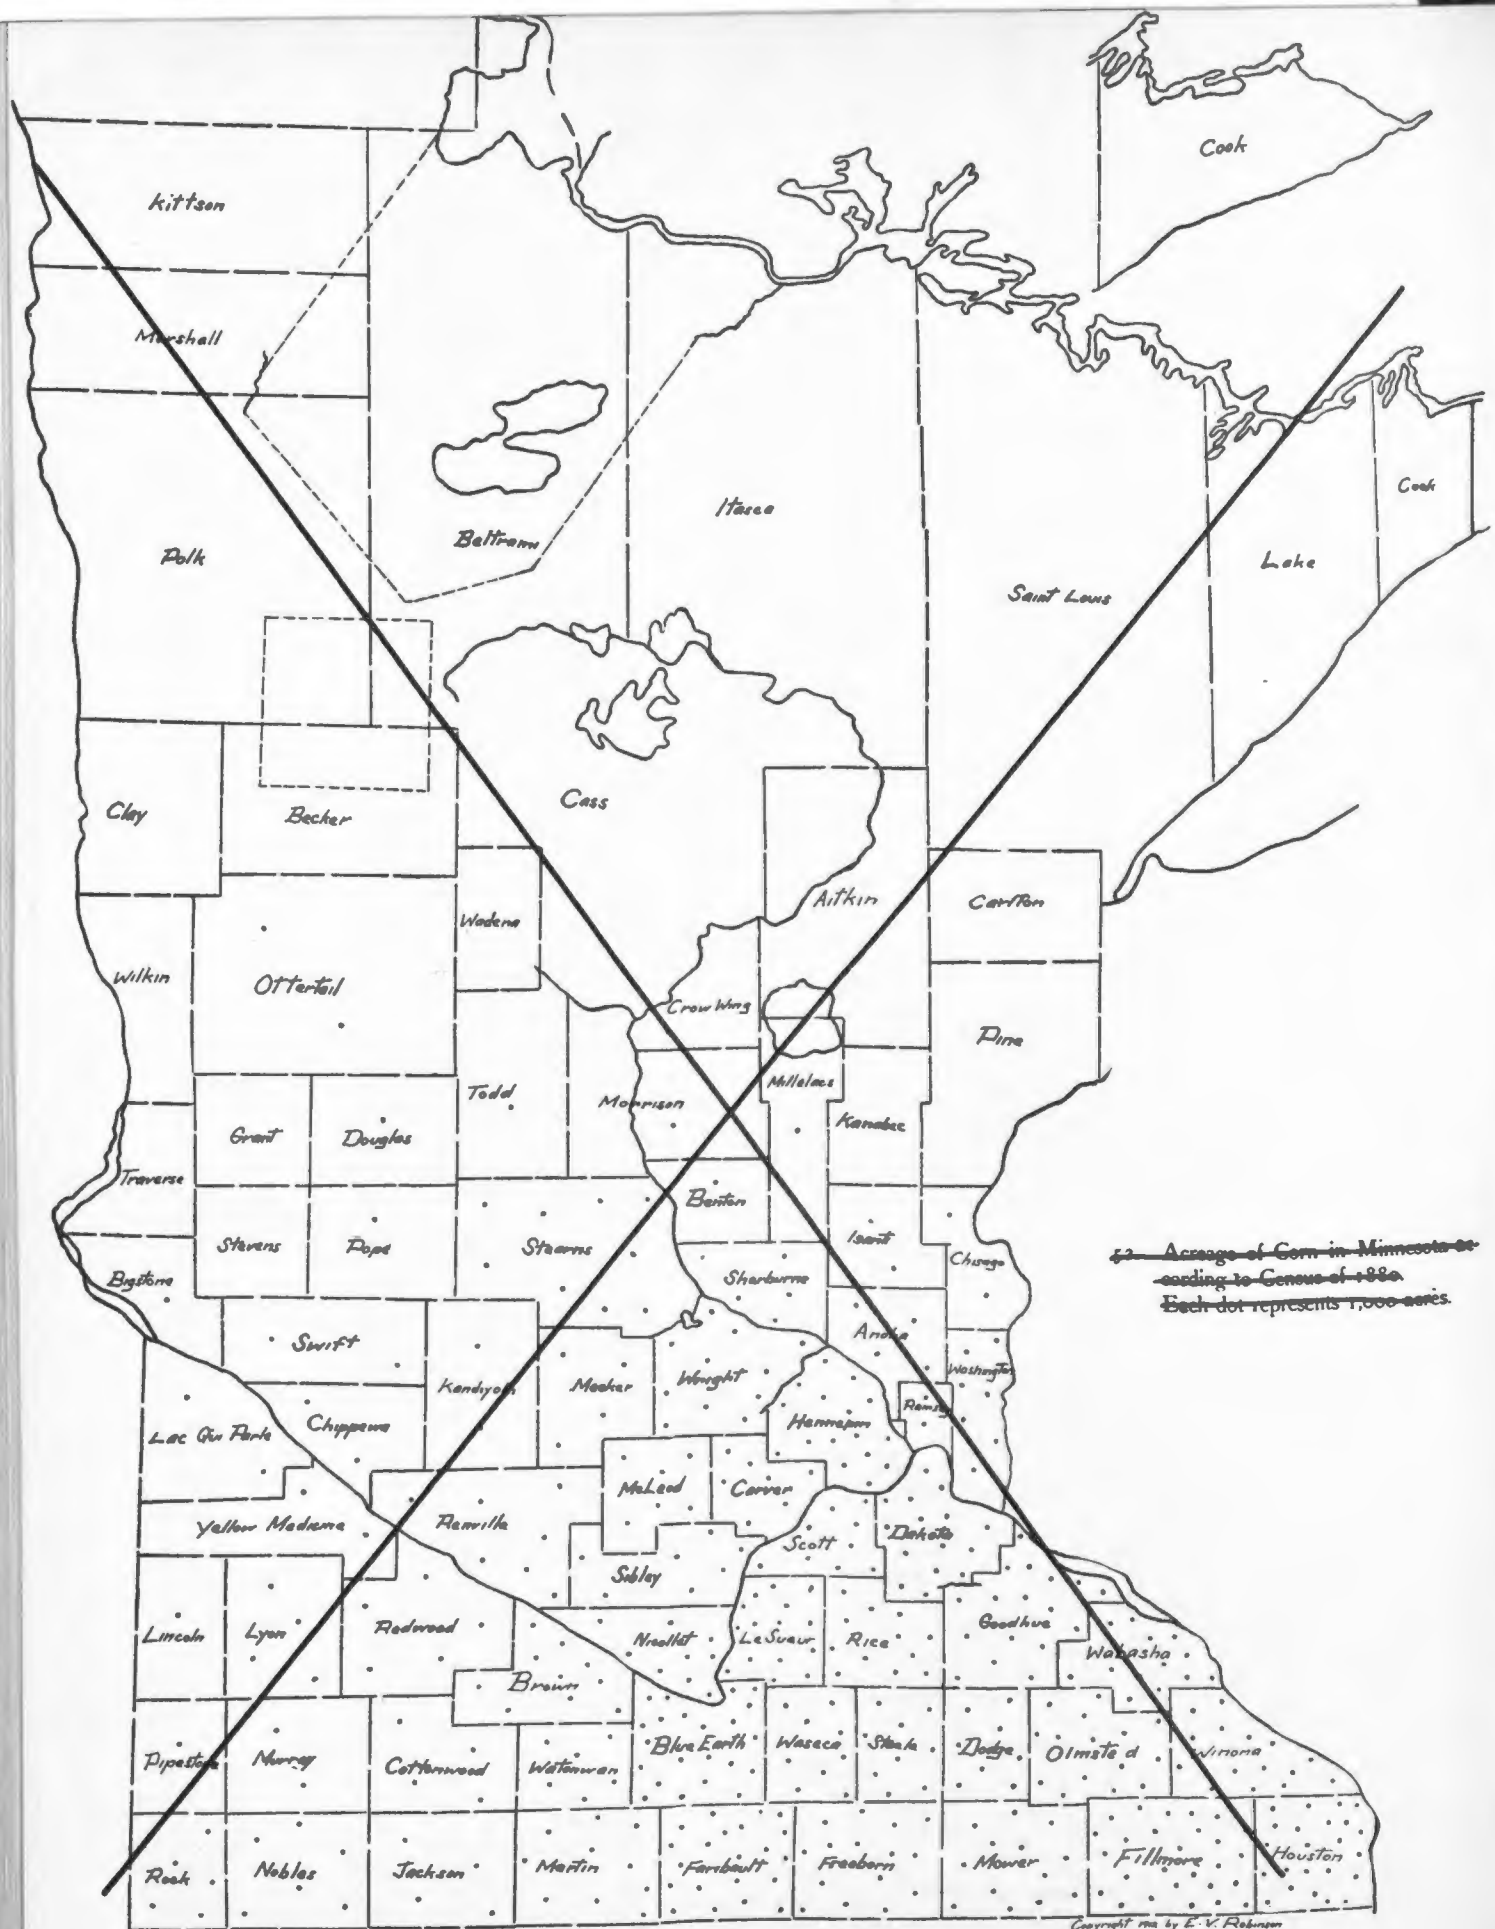 Cook
Kittson
Marshall
Cook
Itasca
Beltrami
Polk
Lake
Saint Louis
Cass
Clay
Becker
Aitkin
Carlton
Wadena
Wilkin
Ottertail
Crow Wing
Pine
Millelacs
Todd
Morrison
Kanabec
Grant
Douglas
Traverse
Benton
Isanti
Stevens
Pope
Stearns
Chisago
Sharburne
Bigstone
53— Acreage of Corn in Minnesota ac-
cording to Census of 1880.
Each dot represents 1,000 acres.
Anoka
Swift
Washington
Kandiyohi
Meeker
Wright
Ramsey
Hennepin
Chippewa
Lac Qui Parle
McLeod
Carver
Yellow Medicine
Renville
Dakota
Scott
Sibley
Goodhue
Redwood
Lincoln
Lyon
Nicollet
Le Sueur
Rice
Wabasha
Brown
Blue Earth
Waseca
Steele
Dodge
Olmsted
Winona
Pipestone
Murray
Cottonwood
Watonwan
Rock
Nobles
Jackson
Martin
Faribault
Freeborn
Mower
Fillmore
Houston
Copyright 1912 by E. V. Robinson